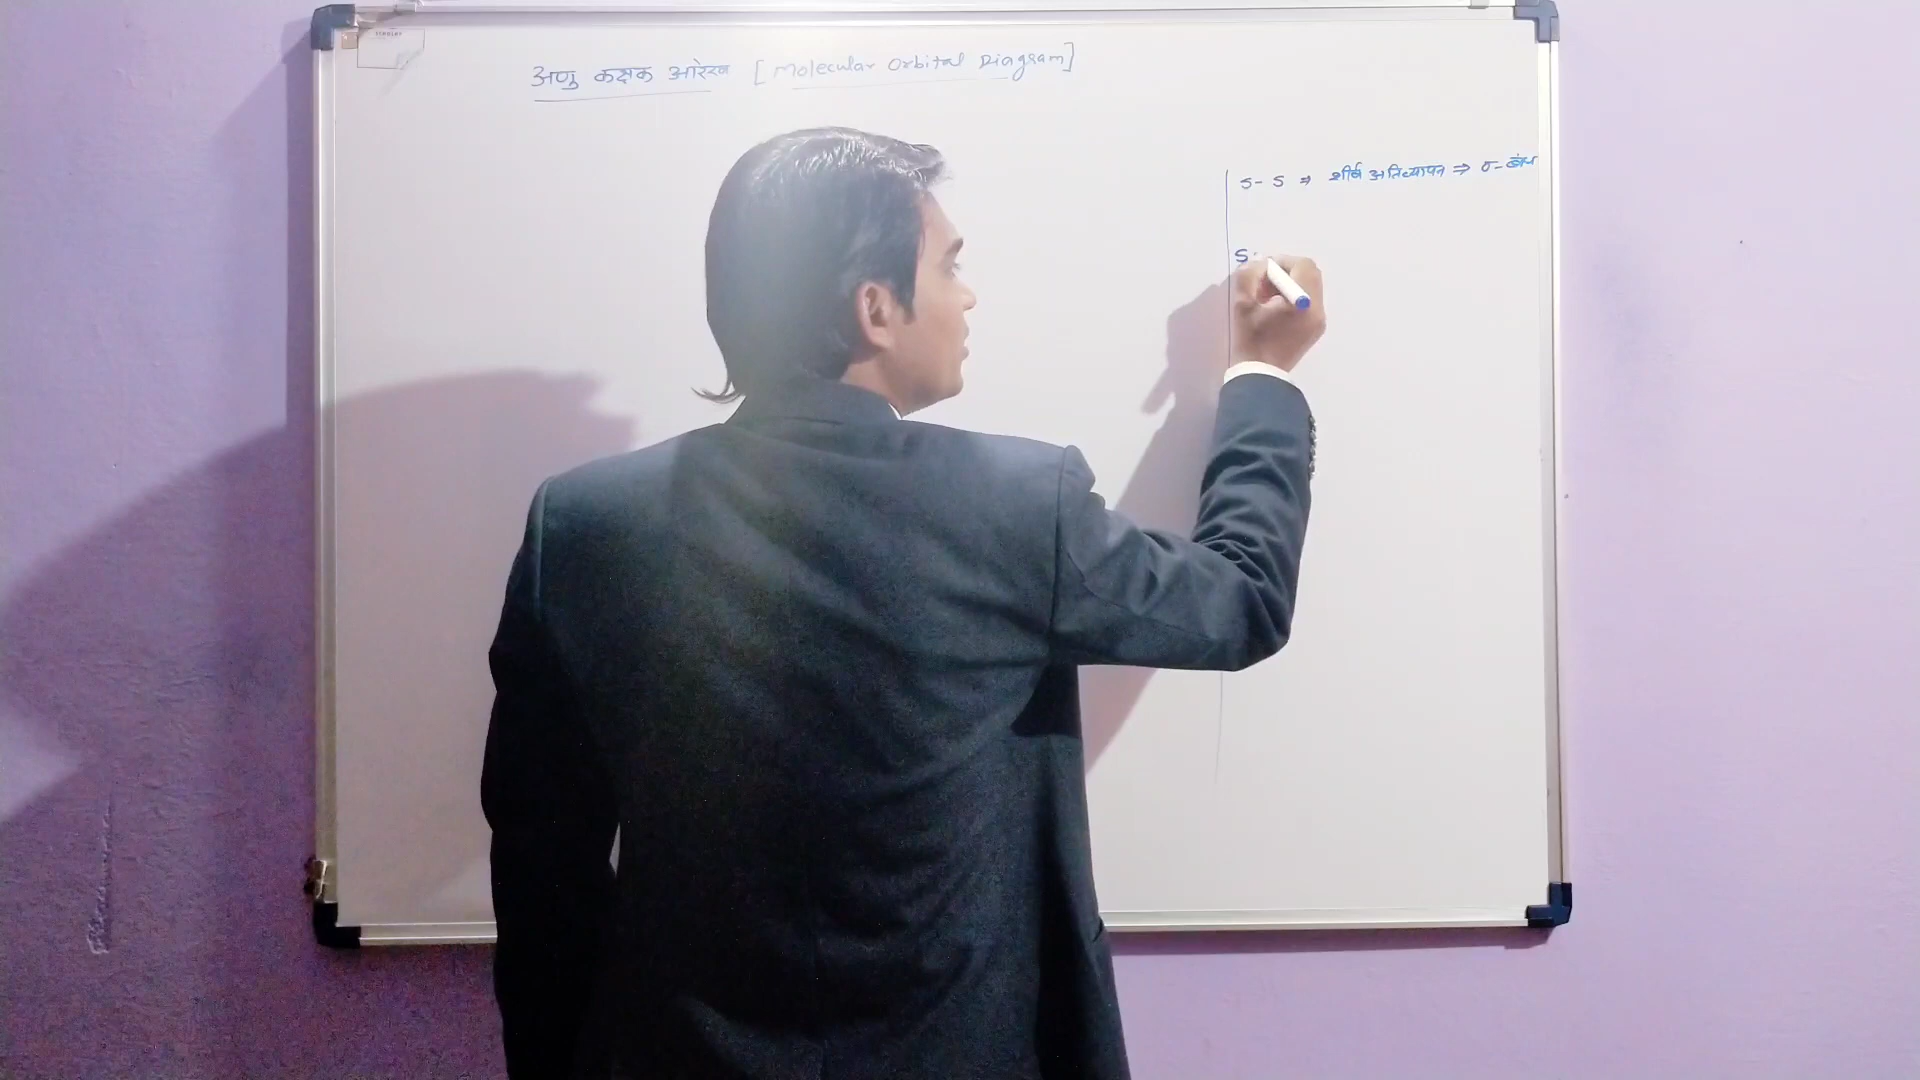 अणु कक्षक आरेख [Molecular Orbital Diagram]
S- S ⇒ शीर्ष अतिव्यापन ⇒ σ-बंध
S-